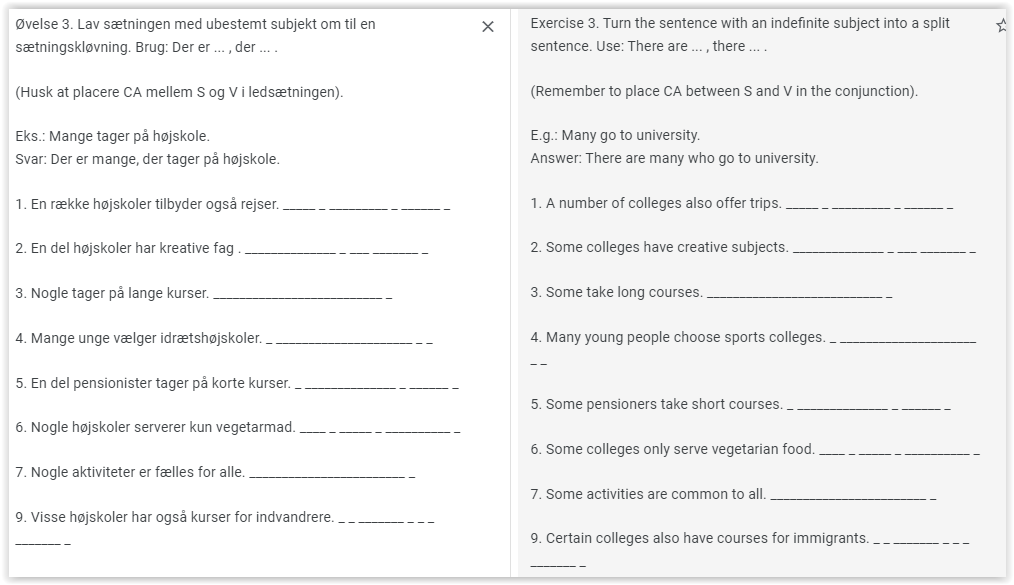 Øvelse 3. Lav sætningen med ubestemt subjekt om til en
sætningskløvning. Brug: Der er ... , der ... .
(Husk at placere CA mellem S og V i ledsætningen).
Eks.: Mange tager på højskole.
Svar: Der er mange, der tager på højskole.
1. En række højskoler tilbyder også rejser. _____ _ _________ _ ______ _
2. En del højskoler har kreative fag . ______________ _ ___ _______ _
3. Nogle tager på lange kurser. __________________________ _
4. Mange unge vælger idrætshøjskoler. _ _____________________ _ _
5. En del pensionister tager på korte kurser. _ ______________ _ ______ _
6. Nogle højskoler serverer kun vegetarmad. ____ _ _____ _ __________ _
7. Nogle aktiviteter er fælles for alle. ________________________ _
9. Visse højskoler har også kurser for indvandrere. _ _ _______ _ _ _
_______ _
Exercise 3. Turn the sentence with an indefinite subject into a split
sentence. Use: There are ... , there ... .
(Remember to place CA between S and V in the conjunction).
E.g.: Many go to university.
Answer: There are many who go to university.
1. A number of colleges also offer trips. _____ _ _________ _ ______ _
2. Some colleges have creative subjects. ______________ _ ___ _______ _
3. Some take long courses. ___________________________ _
4. Many young people choose sports colleges. _ _____________________
_ _
5. Some pensioners take short courses. _ ______________ _ ______ _
6. Some colleges only serve vegetarian food. ____ _ _____ _ __________ _
7. Some activities are common to all. ________________________ _
9. Certain colleges also have courses for immigrants. _ _ _______ _ _ _
_______ _